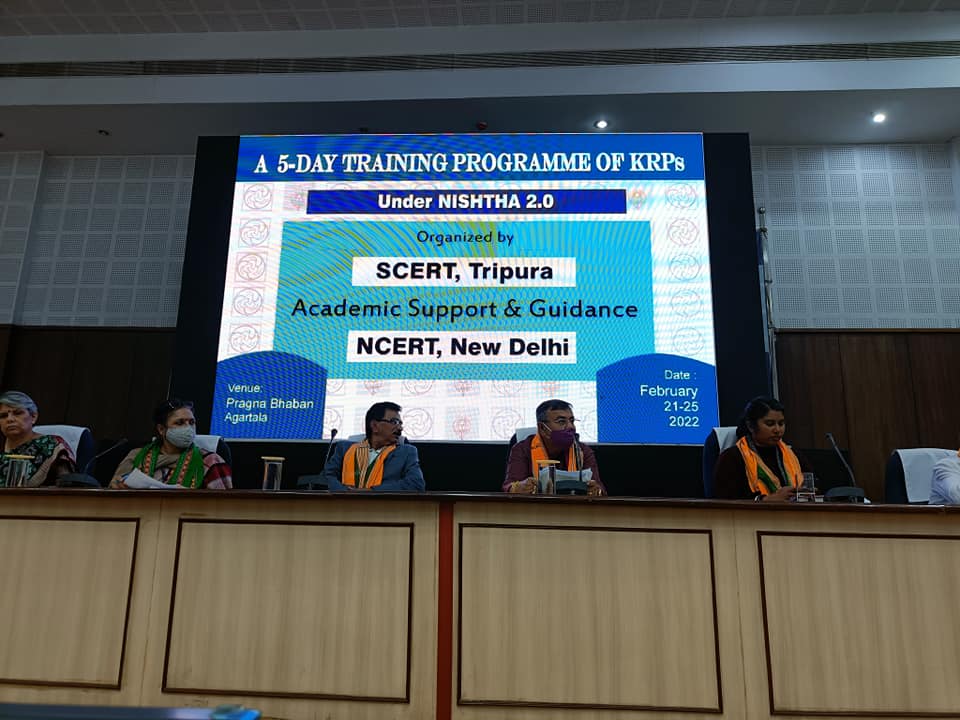 A 5-DAY TRAINING PROGRAMME OF KRPs
Under NISHTHA 2.0
Organized by
SCERT, Tripura
Academic Support & Guidance
NCERT, New Delhi
Venue:
Pragna Bhaban
Agartala
Date :
February
21-25
2022